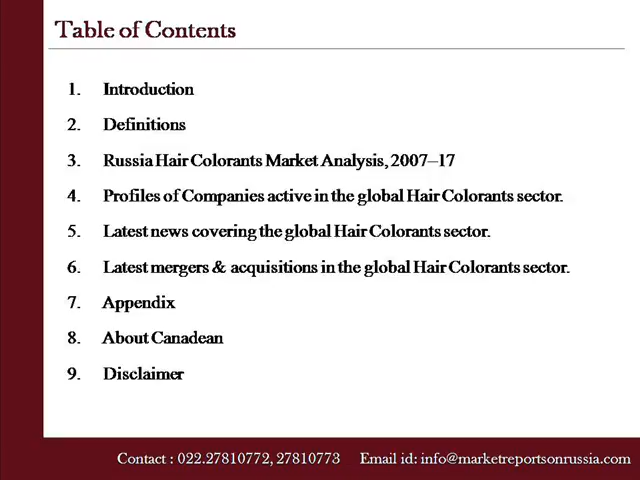 Table of Contents
1. Introduction
2. Definitions
3. Russia Hair Colorants Market Analysis, 2007–17
4. Profiles of Companies active in the global Hair Colorants sector.
5. Latest news covering the global Hair Colorants sector.
6. Latest mergers & acquisitions in the global Hair Colorants sector.
7. Appendix
8. About Canadean
9. Disclaimer
Contact : 022.27810772, 27810773 Email id: info@marketreportsonrussia.com